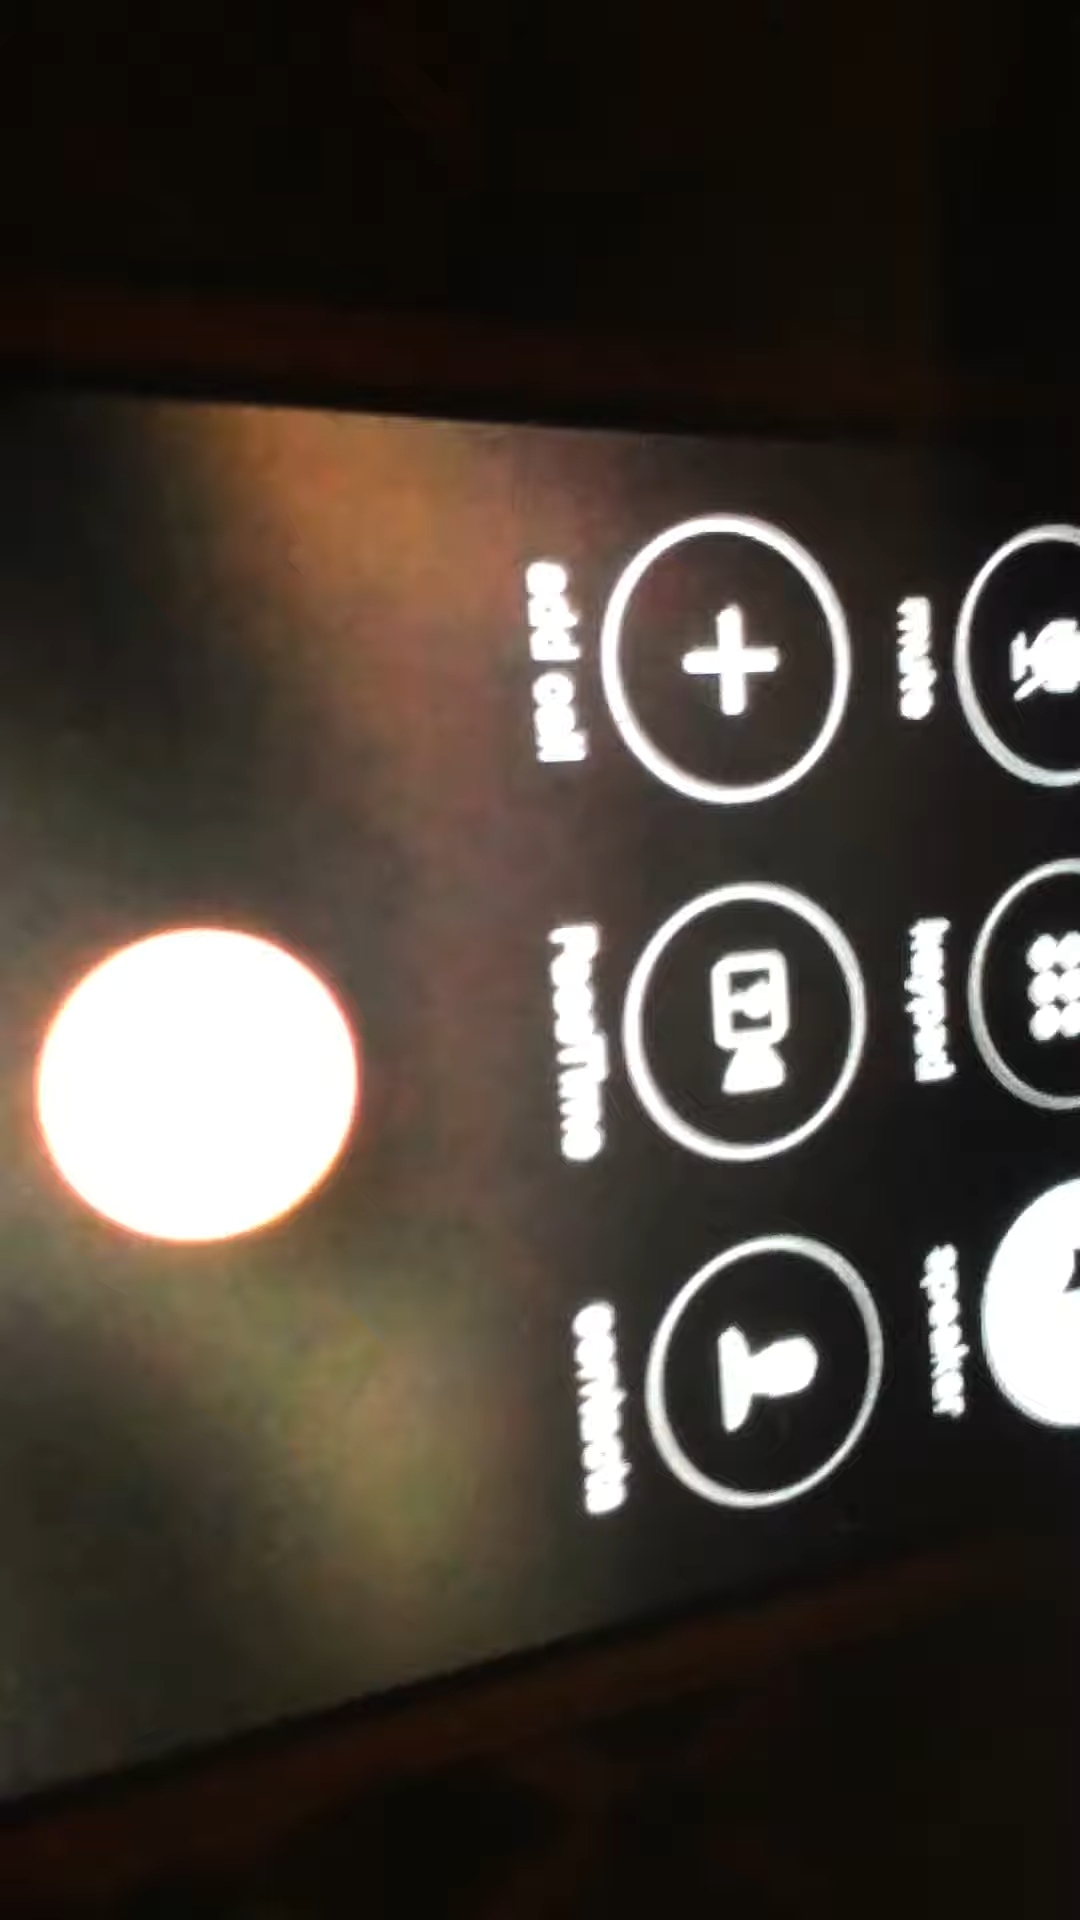 mute
keypad
speaker
add call
FaceTime
contacts